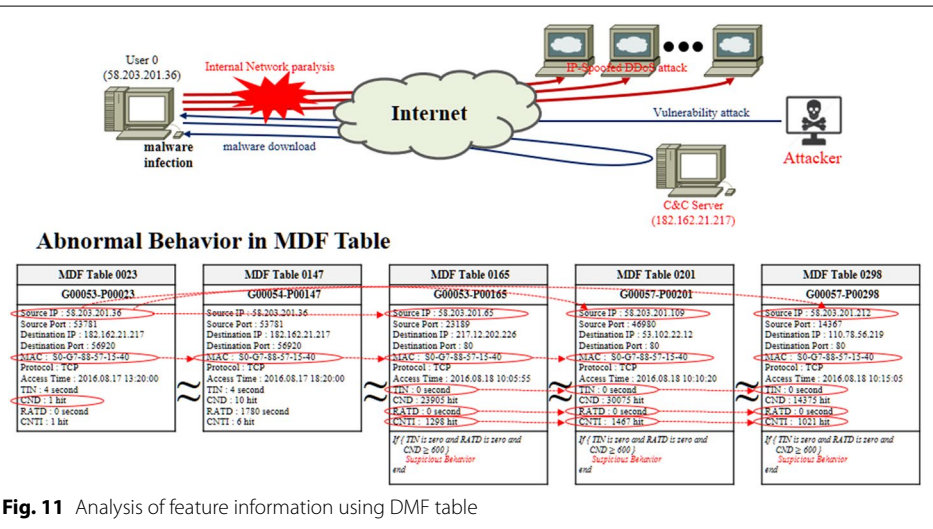 User 0
(58.203.201.36)
Internal Network paralysis
IP-Spoofed DDoS attack
Internet
Vulnerability attack
malware
infection
malware download
Attacker
C&C Server
(182.162.21.217)
Abnormal Behavior in MDF Table
MDF Table 0023
G00053-P00023
Source IP : 58.203.201.36
Source Port : 53781
Destination IP : 182.162.21.217
Destination Port : 56920
MAC : S0-G7-88-57-15-40
Protocol : TCP
Access Time : 2016.08.17 13:20:00
TIN : 4 second
CND : 1 hit
RATD : 0 second
CNTI : 1 hit
MDF Table 0147
G00054-P00147
Source IP : 58.203.201.36
Source Port : 53781
Destination IP : 182.162.21.217
Destination Port : 56920
MAC : S0-G7-88-57-15-40
Protocol : TCP
Access Time : 2016.08.17 18:20:00
TIN : 4 second
CND : 10 hit
RATD : 1780 second
CNTI : 6 hit
MDF Table 0165
G00053-P00165
Source IP : 58.203.201.65
Source Port : 23189
Destination IP : 217.12.202.226
Destination Port : 80
MAC : S0-G7-88-57-15-40
Protocol : TCP
Access Time : 2016.08.18 10:05:55
TIN : 0 second
CND : 23905 hit
RATD : 0 second
CNTI : 1298 hit
If { TIN is zero and RATD is zero and
CND ≥ 600 }
Suspicious Behavior
end
MDF Table 0201
G00057-P00201
Source IP : 58.203.201.109
Source Port : 46980
Destination IP : 53.102.22.12
Destination Port : 80
MAC : S0-G7-88-57-15-40
Protocol : TCP
Access Time : 2016.08.18 10:10:20
TIN : 0 second
CND : 30075 hit
RATD : 0 second
CNTI : 1467 hit
If { TIN is zero and RATD is zero and
CND ≥ 600 }
Suspicious Behavior
end
MDF Table 0298
G00057-P00298
Source IP : 58.203.201.212
Source Port : 14367
Destination IP : 110.78.56.219
Destination Port : 80
MAC : S0-G7-88-57-15-40
Protocol : TCP
Access Time : 2016.08.18 10:15:05
TIN : 0 second
CND : 14375 hit
RATD : 0 second
CNTI : 1021 hit
If { TIN is zero and RATD is zero and
CND ≥ 600 }
Suspicious Behavior
end
Fig. 11 Analysis of feature information using DMF table